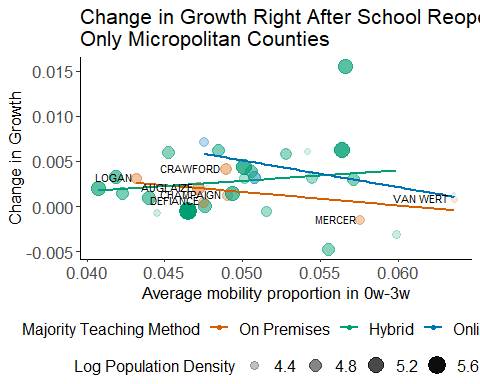 Change in Growth Right After School Reope
Only Micropolitan Counties
Change in Growth
0.015
0.010
0.005
0.000
-0.005
LOGAN
CRAWFORD
AUGLAIZE
CHAMPAIGN
DEFIANCE
MERCER
VAN WERT
0.040 0.045 0.050 0.055 0.060
Average mobility proportion in 0w-3w
Majority Teaching Method On Premises Hybrid Onli
Log Population Density 4.4 4.8 5.2 5.6